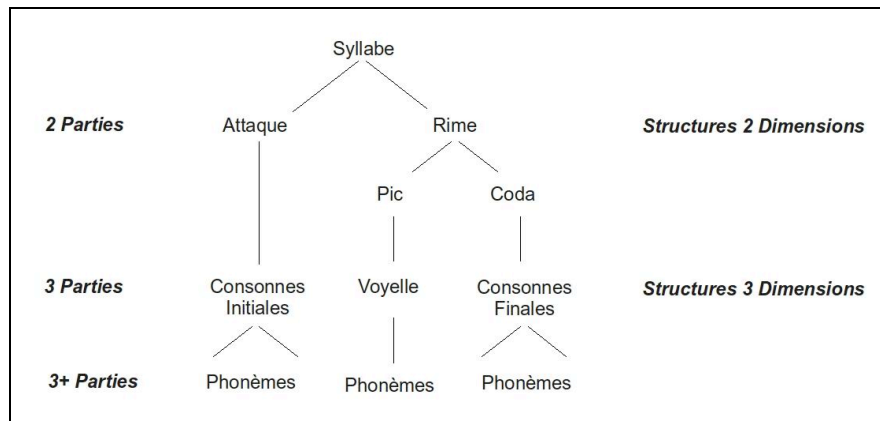 Syllabe
2 Parties Attaque Rime Structures 2 Dimensions
Pic Coda
3 Parties Consonnes Initiales Voyelle Consonnes Finales Structures 3 Dimensions
3+ Parties Phonèmes Phonèmes Phonèmes